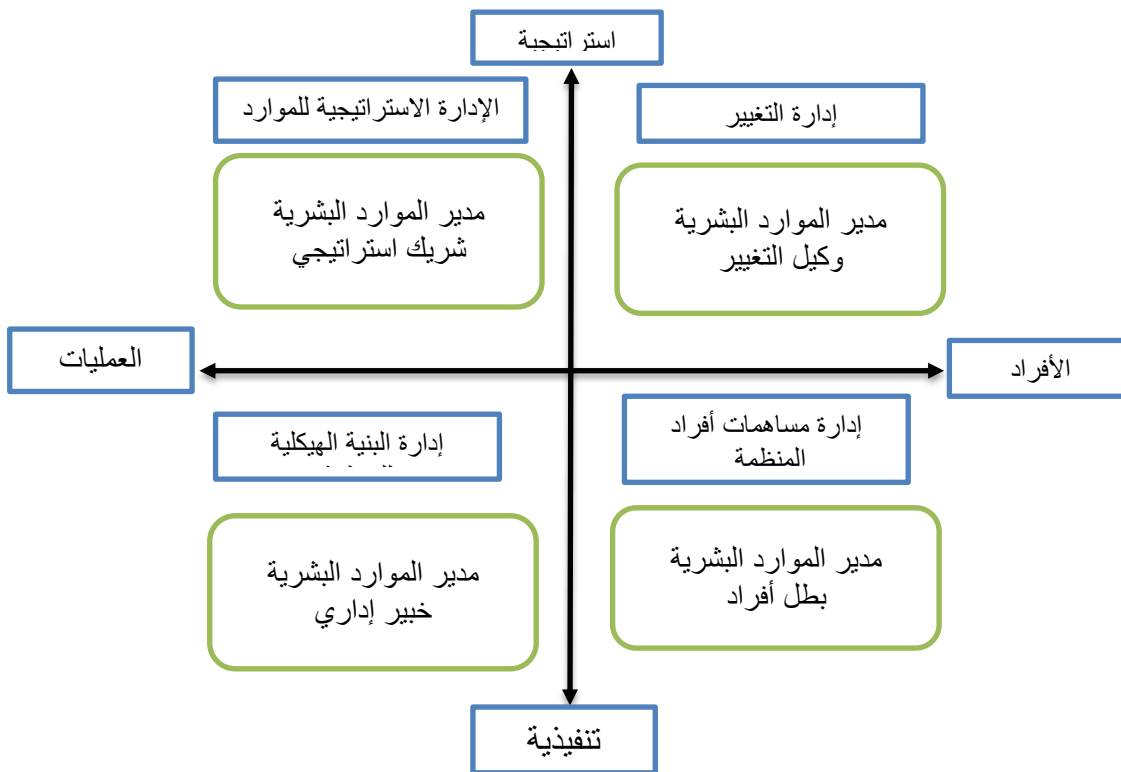 استراتيجية
إدارة التغيير
الإدارة الاستراتيجية للموارد
مدير الموارد البشرية
وكيل التغيير
مدير الموارد البشرية
شريك استراتيجي
الأفراد
العمليات
إدارة مساهمات أفراد
المنظمة
إدارة البنية الهيكلية
مدير الموارد البشرية
بطل أفراد
مدير الموارد البشرية
خبير إداري
تنفيذية